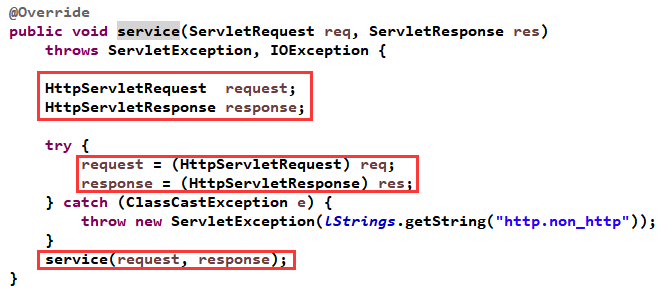 @Override
public void service(ServletRequest req, ServletResponse res)
    throws ServletException, IOException {
    HttpServletRequest  request;
    HttpServletResponse response;
    try {
        request = (HttpServletRequest) req;
        response = (HttpServletResponse) res;
    } catch (ClassCastException e) {
        throw new ServletException(lStrings.getString("http.non_http"));
    }
    service(request, response);
}